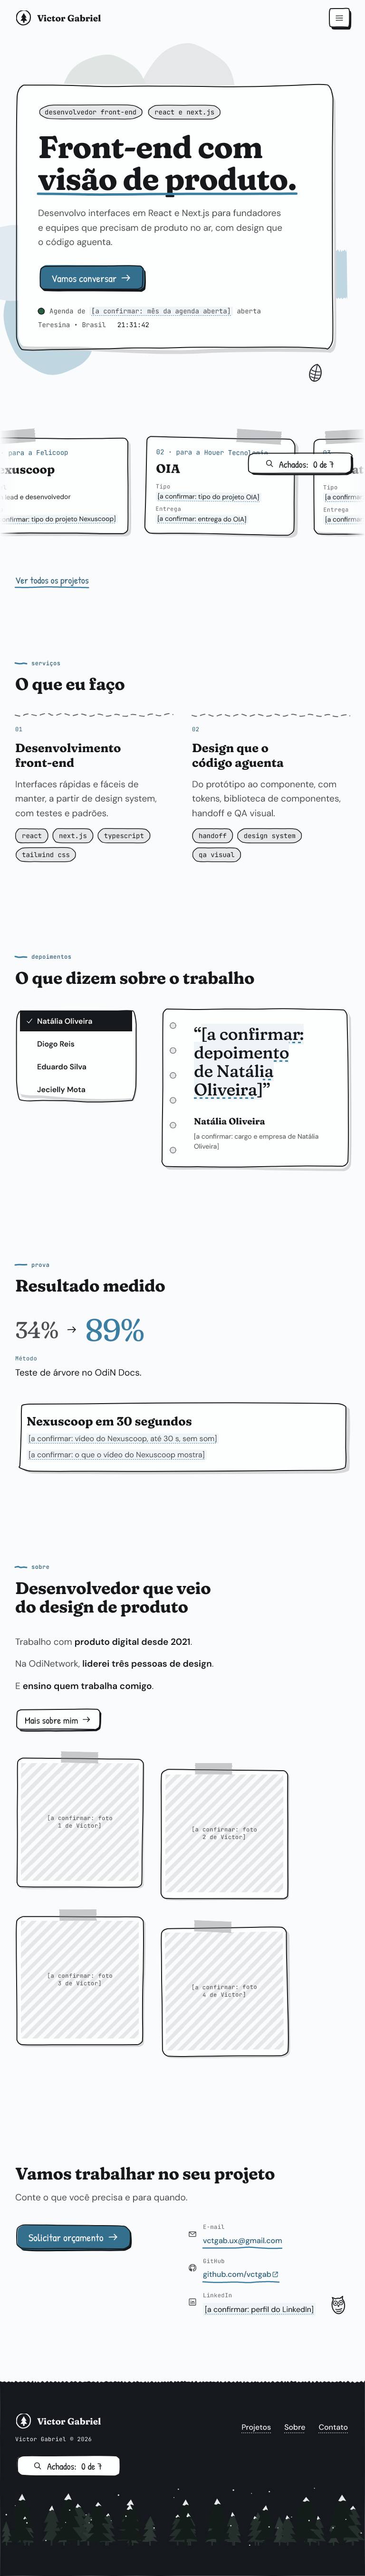 Victor Gabriel
desenvolvedor front-end
react e next.js
Front-end com
visão de produto.
Desenvolvo interfaces em React e Next.js para fundadores
e equipes que precisam de produto no ar, com design que
o código aguenta.
Vamos conversar
Agenda de [a confirmar: mês da agenda aberta] aberta
Teresina • Brasil 21:31:42
para a Felicoop
xuscoop
lead e desenvolvedor
[a confirmar: tipo do projeto Nexuscoop]
02 · para a Houer
OIA
Tipo
[a confirmar: tipo do projeto OIA]
Entrega
[a confirmar: entrega do OIA]
03
Tipo
Entrega
Achados: 0 de 7
Ver todos os projetos
serviços
O que eu faço
01
Desenvolvimento
front-end
Interfaces rápidas e fáceis de
manter, a partir de design system,
com testes e padrões.
react
next.js
typescript
tailwind css
02
Design que o
código aguenta
Do protótipo ao componente, com
tokens, biblioteca de componentes,
handoff e QA visual.
handoff
design system
qa visual
depoimentos
O que dizem sobre o trabalho
Natália Oliveira
Diogo Reis
Eduardo Silva
Jecielly Mota
“[a confirmar:
depoimento
de Natália
Oliveira]”
Natália Oliveira
[a confirmar: cargo e empresa de Natália
Oliveira]
prova
Resultado medido
34% → 89%
Método
Teste de árvore no OdiN Docs.
Nexuscoop em 30 segundos
[a confirmar: vídeo do Nexuscoop, até 30 s, sem som]
[a confirmar: o que o vídeo do Nexuscoop mostra]
sobre
Desenvolvedor que veio
do design de produto
Trabalho com produto digital desde 2021.
Na OdiNetwork, liderei três pessoas de design.
E ensino quem trabalha comigo.
Mais sobre mim
[a confirmar: foto
1 de Victor]
[a confirmar: foto
2 de Victor]
[a confirmar: foto
3 de Victor]
[a confirmar: foto
4 de Victor]
Vamos trabalhar no seu projeto
Conte o que você precisa e para quando.
Solicitar orçamento
E-mail
vctgab.ux@gmail.com
GitHub
github.com/vctgab
LinkedIn
[a confirmar: perfil do LinkedIn]
Victor Gabriel
Victor Gabriel © 2026
Projetos
Sobre
Contato
Achados: 0 de 7